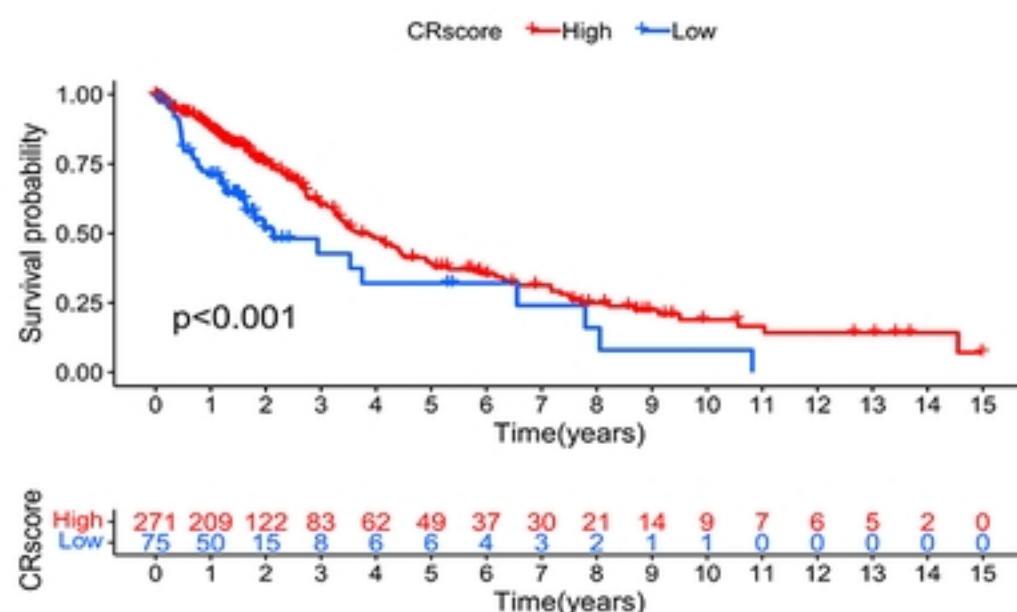 CRscore High Low
Survival probability
1.00
0.75
0.50
0.25
0.00
p<0.001
0 1 2 3 4 5 6 7 8 9 10 11 12 13 14 15
Time(years)
CRscore
High 271 209 122 83 62 49 37 30 21 14 9 7 6 5 2 0
Low 75 50 15 8 6 6 4 3 2 1 1 0 0 0 0 0
0 1 2 3 4 5 6 7 8 9 10 11 12 13 14 15
Time(years)